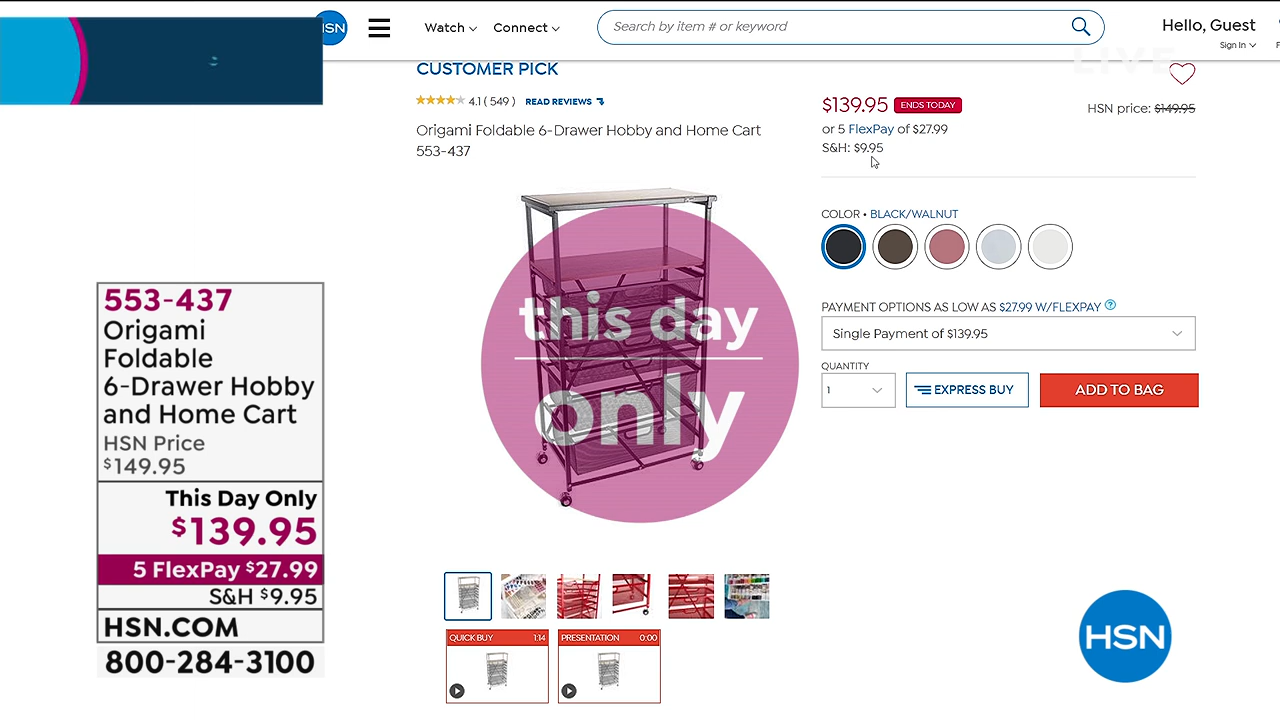 HSN
Watch
Connect
Search by item # or keyword
Hello, Guest
Sign In
LIVE
CUSTOMER PICK
4.1 ( 549 ) READ REVIEWS
Origami Foldable 6-Drawer Hobby and Home Cart
553-437
$139.95 ENDS TODAY
HSN price: $149.95
or 5 FlexPay of $27.99
S&H: $9.95
COLOR • BLACK/WALNUT
PAYMENT OPTIONS AS LOW AS $27.99 W/FLEXPAY ?
Single Payment of $139.95
QUANTITY
1
EXPRESS BUY
ADD TO BAG
this day
only
553-437
Origami
Foldable
6-Drawer Hobby
and Home Cart
HSN Price
$149.95
This Day Only
$139.95
5 FlexPay $27.99
S&H $9.95
HSN.COM
800-284-3100
QUICK BUY 1:14
PRESENTATION 0:00
HSN